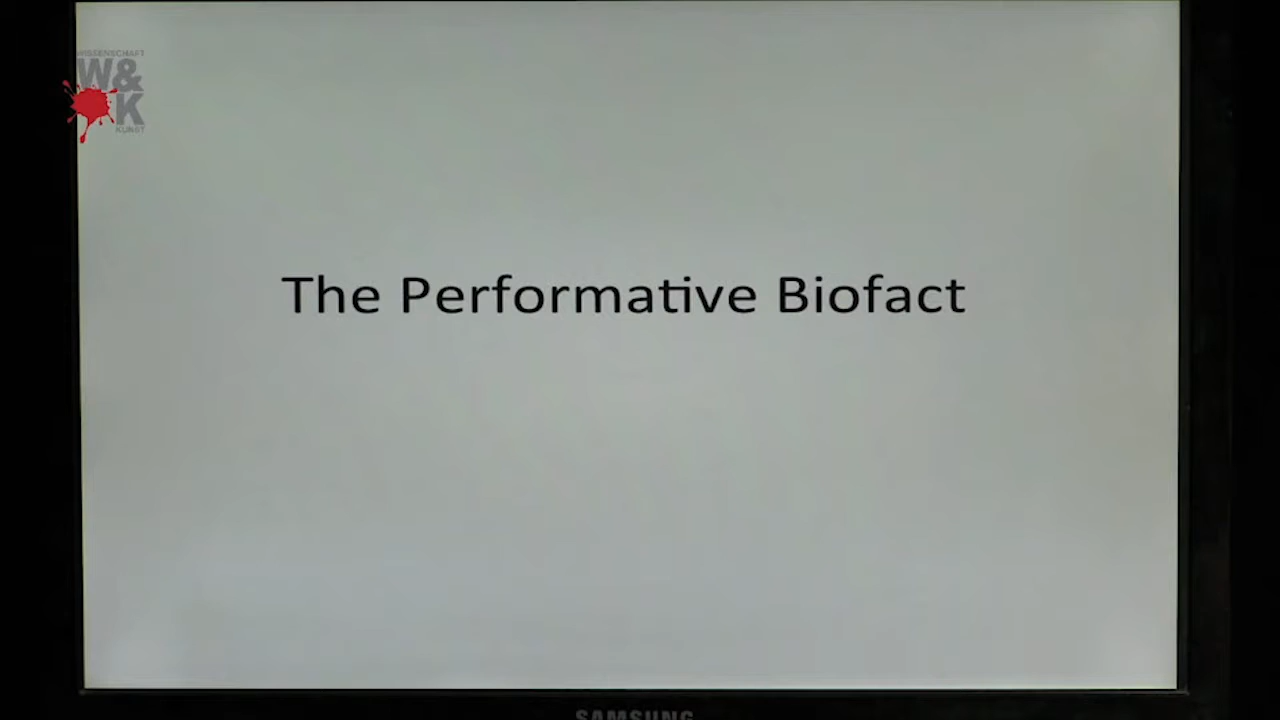 WISSENSCHAFT
W&
K
KUNST
The Performative Biofact
SAMSUNG